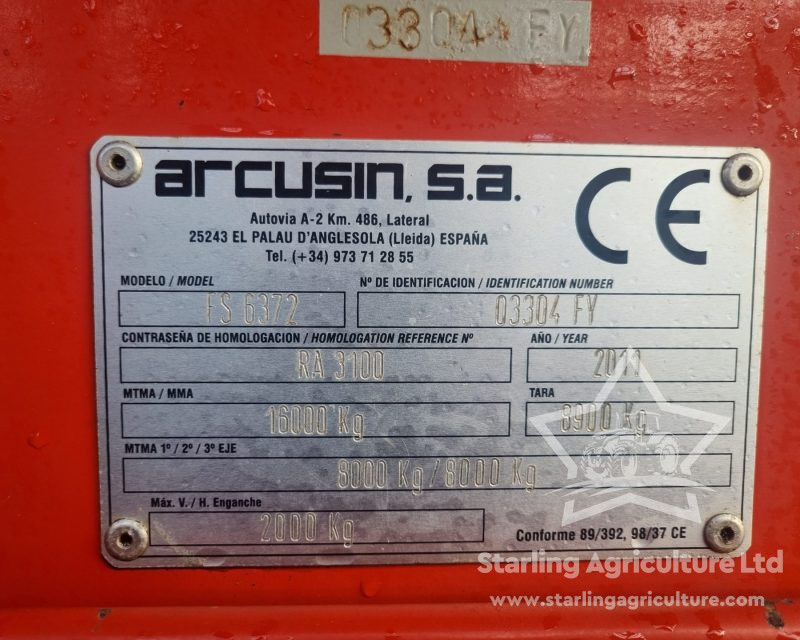 03304 FY
arcusin, s.a.
CE
Autovia A-2 Km. 486, Lateral
25243 EL PALAU D'ANGLESOLA (Lleida) ESPAÑA
Tel. (+34) 973 71 28 55
MODELO / MODEL
Nº DE IDENTIFICACION / IDENTIFICATION NUMBER
FS 6372
03304 FY
CONTRASEÑA DE HOMOLOGACION / HOMOLOGATION REFERENCE Nº
AÑO / YEAR
RA 3100
MTMA / MMA
TARA
16000 Kg
8900 Kg
MTMA 1º / 2º / 3º EJE
8000 Kg/8000 Kg
Máx. V. / H. Enganche
2000 Kg
Conforme 89/392, 98/37 CE
Starling Agriculture Ltd
www.starlingagriculture.com